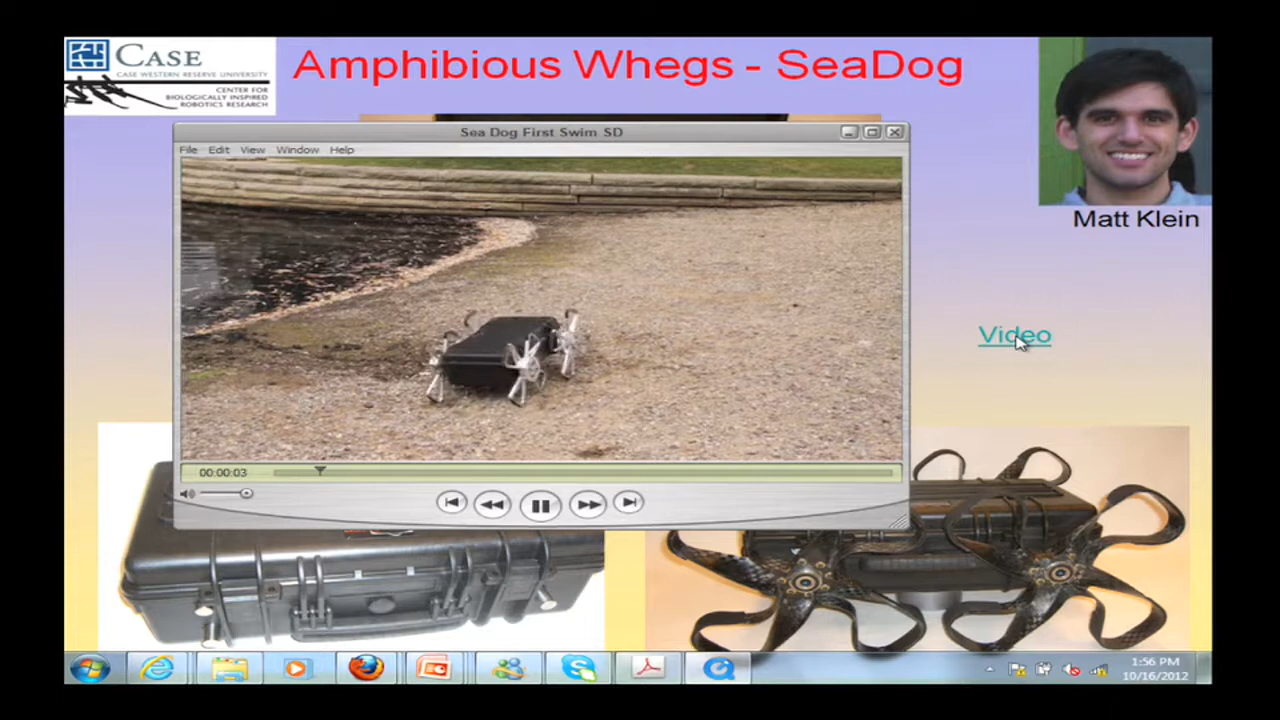 CASE
CASE WESTERN RESERVE UNIVERSITY
CENTER FOR
BIOLOGICALLY INSPIRED
ROBOTICS RESEARCH
Amphibious Whegs - SeaDog
Matt Klein
Sea Dog First Swim SD
File Edit View Window Help
Video
00:00:03
1:56 PM
10/16/2012